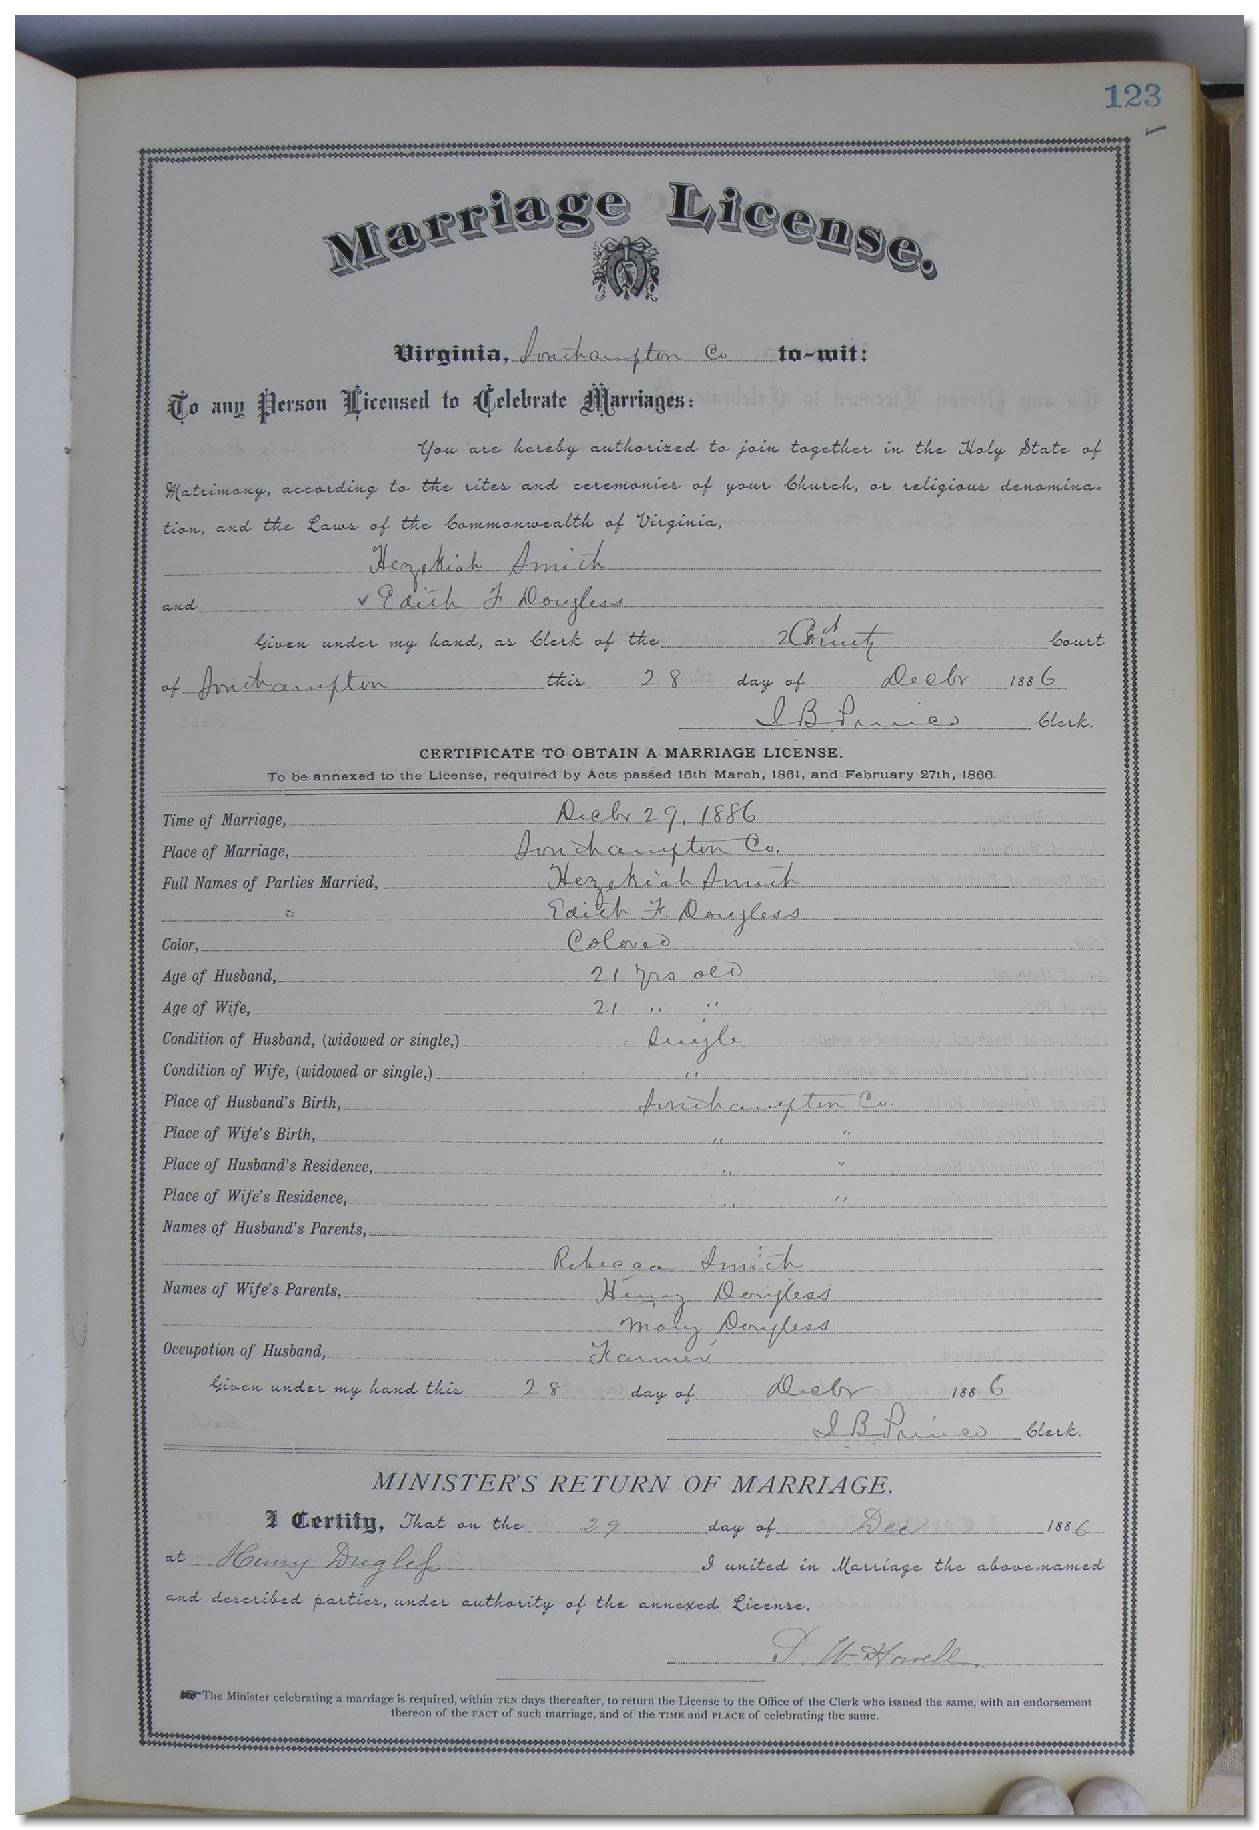 123
Marriage License.
Virginia, Southampton Co to-wit:
To any Person Licensed to Celebrate Marriages:
You are hereby authorized to join together in the Holy State of
Matrimony, according to the rites and ceremonies of your Church, or religious denomina-
tion, and the Laws of the Commonwealth of Virginia,
Hezekiah Smith
and Edith F Dougless
Given under my hand, as Clerk of the County Court
of Southampton this 28 day of Decbr 1886
B Prince Clerk.
CERTIFICATE TO OBTAIN A MARRIAGE LICENSE.
To be annexed to the License, required by Acts passed 15th March, 1861, and February 27th, 1866.
Time of Marriage, Decbr 29, 1886
Place of Marriage, Southampton Co.
Full Names of Parties Married, Hezekiah Smith
Edith F. Dougless
Color, Colored
Age of Husband, 21 yrs old
Age of Wife, 21 " "
Condition of Husband, (widowed or single,) Single
Condition of Wife, (widowed or single,) "
Place of Husband's Birth, Southampton Co.
Place of Wife's Birth, " "
Place of Husband's Residence, " "
Place of Wife's Residence, " "
Names of Husband's Parents,
Rebecca Smith
Names of Wife's Parents, Henry Dougless
Mary Dougless
Occupation of Husband, Farmer
Given under my hand this 28 day of Decbr 1886
B Prince Clerk.
MINISTER'S RETURN OF MARRIAGE.
I Certify, That on the 29 day of Dec 1886
at Henry Dugless I united in Marriage the above-named
and described parties, under authority of the annexed License.
W. Howell.
The Minister celebrating a marriage is required, within TEN days thereafter, to return the License to the Office of the Clerk who issued the same, with an endorsement
thereon of the FACT of such marriage, and of the TIME and PLACE of celebrating the same.